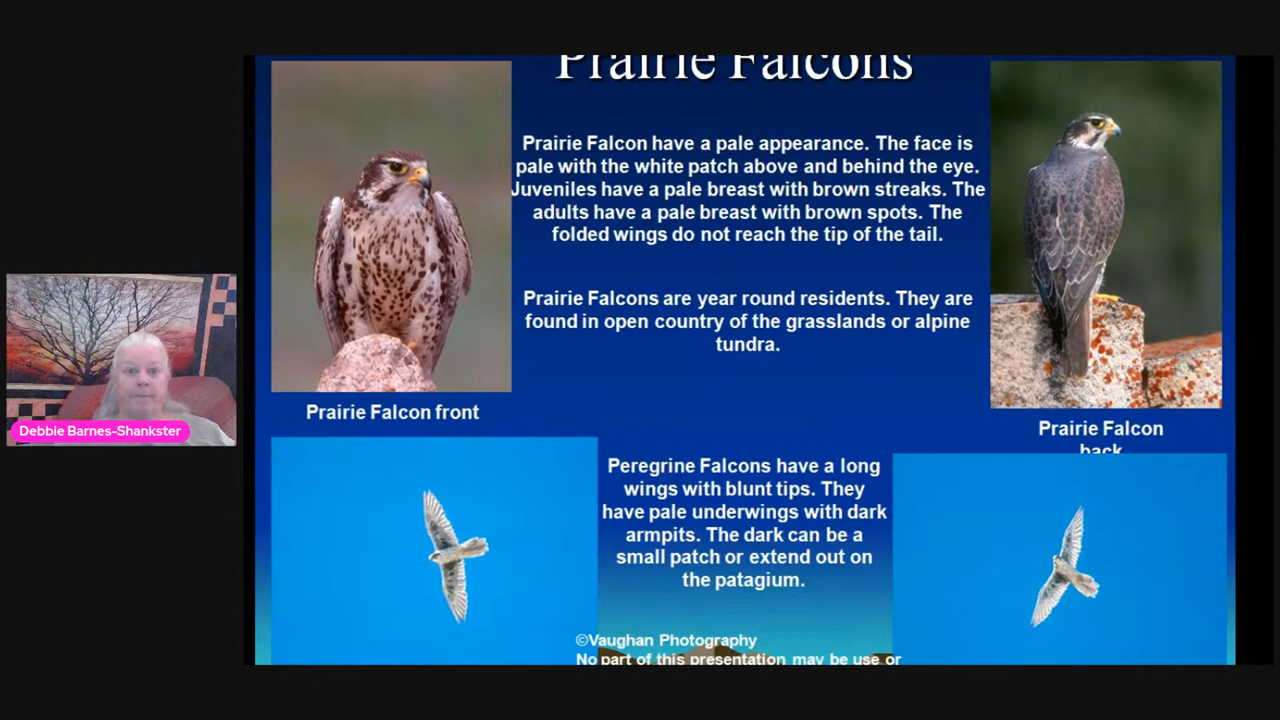 Prairie Falcons
Prairie Falcon have a pale appearance. The face is
pale with the white patch above and behind the eye.
Juveniles have a pale breast with brown streaks. The
adults have a pale breast with brown spots. The
folded wings do not reach the tip of the tail.
Prairie Falcons are year round residents. They are
found in open country of the grasslands or alpine
tundra.
Prairie Falcon front
Prairie Falcon
back
Debbie Barnes-Shankster
Peregrine Falcons have a long
wings with blunt tips. They
have pale underwings with dark
armpits. The dark can be a
small patch or extend out on
the patagium.
©Vaughan Photography
No part of this presentation may be use or